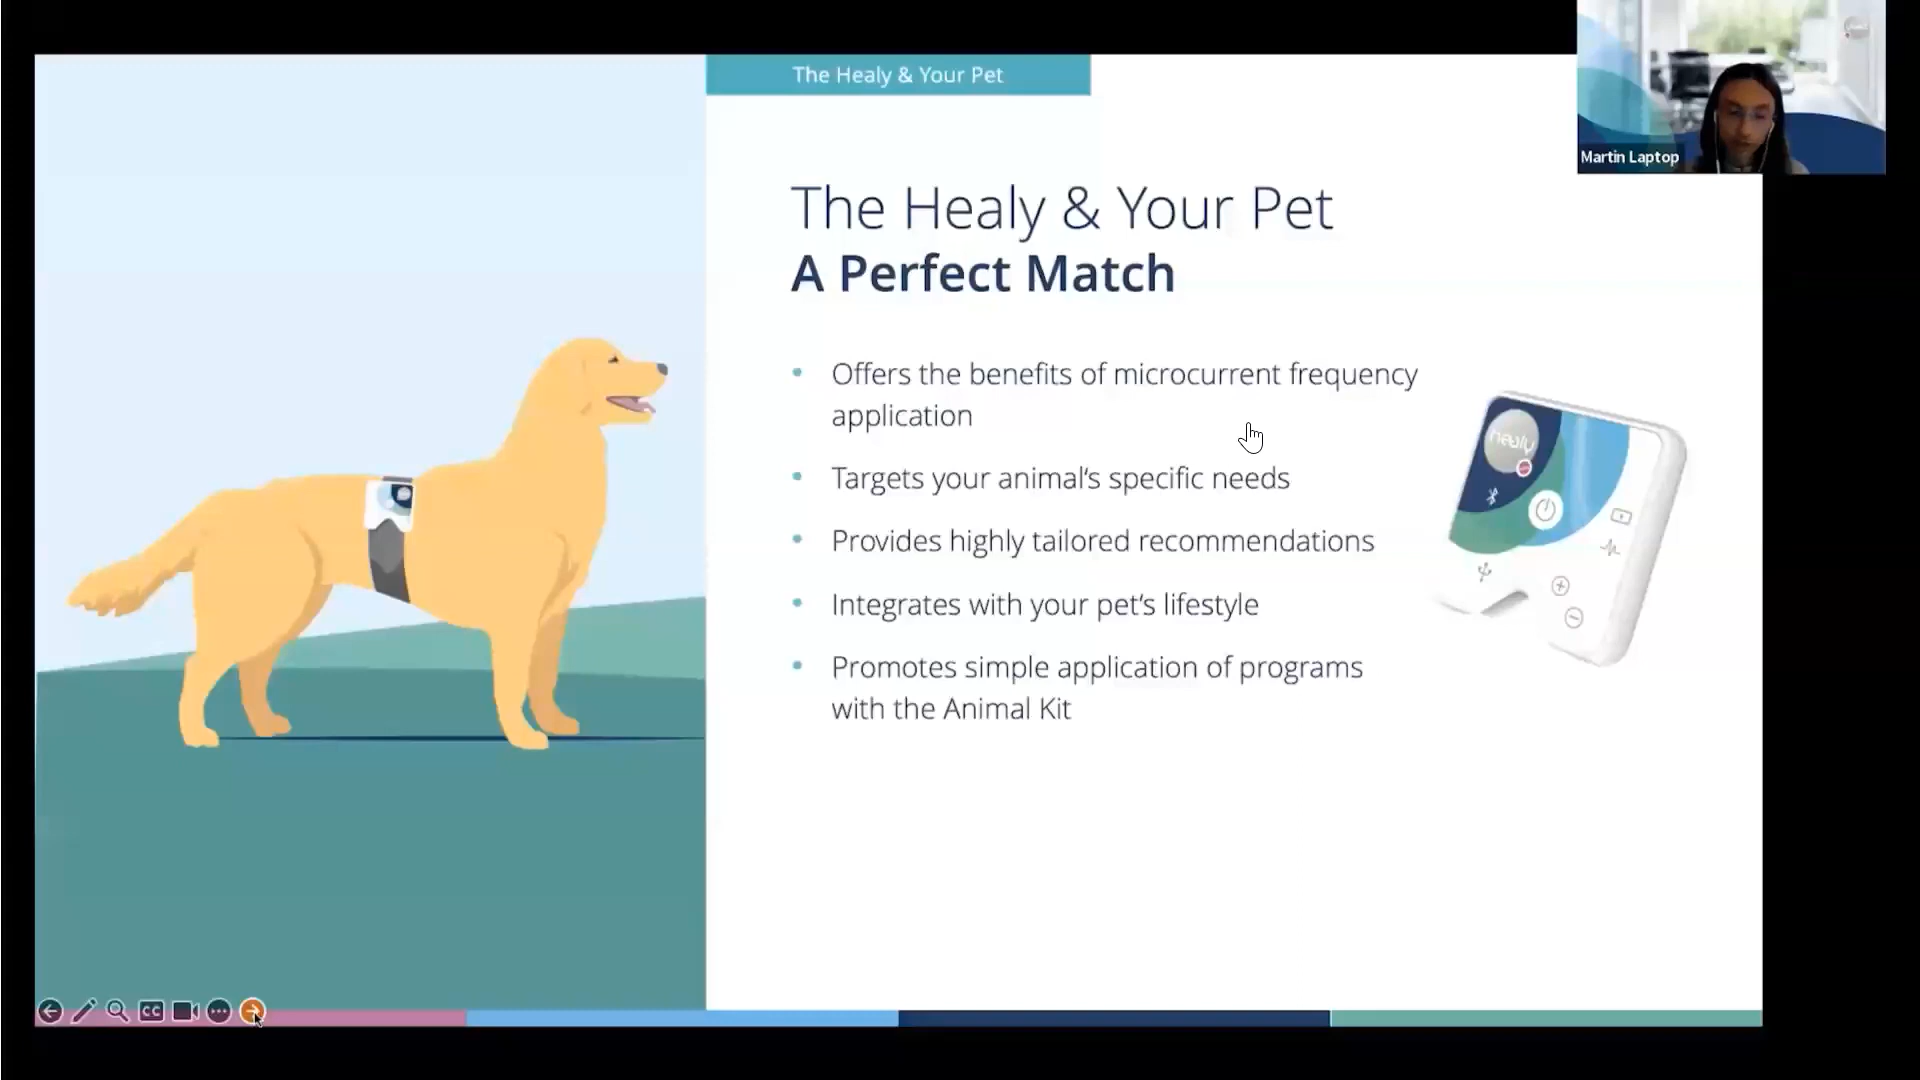 The Healy & Your Pet
Martin Laptop
The Healy & Your Pet
A Perfect Match
• Offers the benefits of microcurrent frequency
application
• Targets your animal's specific needs
• Provides highly tailored recommendations
• Integrates with your pet's lifestyle
• Promotes simple application of programs
with the Animal Kit
healy
CC